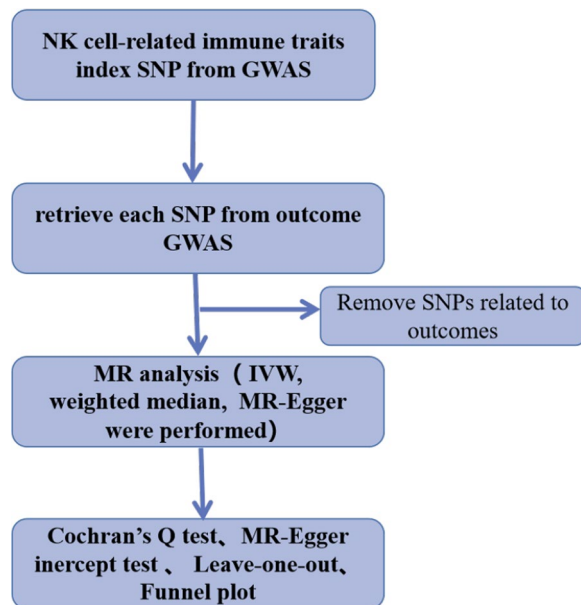 NK cell-related immune traits
index SNP from GWAS
retrieve each SNP from outcome
GWAS
Remove SNPs related to
outcomes
MR analysis（ IVW,
weighted median, MR-Egger
were performed）
Cochran’s Q test、MR-Egger
inercept test 、 Leave-one-out、
Funnel plot